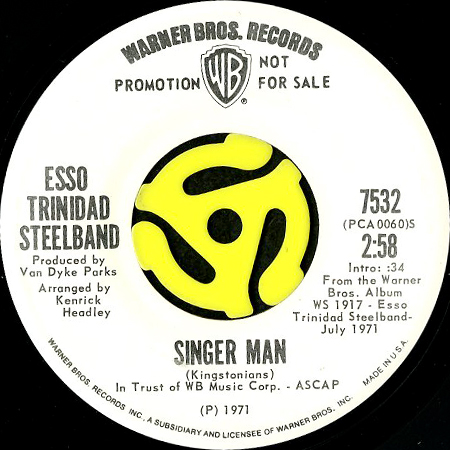 WARNER BROS. RECORDS
PROMOTION NOT FOR SALE
WB
®
ESSO
TRINIDAD
STEELBAND
Produced by
Van Dyke Parks
Arranged by
Kenrick
Headley
7532
(PCA0060)S
2:58
Intro: :34
From the Warner
Bros. Album
WS 1917 - Esso
Trinidad Steelband-
July 1971
SINGER MAN
(Kingstonians)
In Trust of WB Music Corp. - ASCAP
(P) 1971
WARNER BROS. RECORDS INC., A SUBSIDIARY AND LICENSEE OF WARNER BROS. INC.
MADE IN U.S.A.